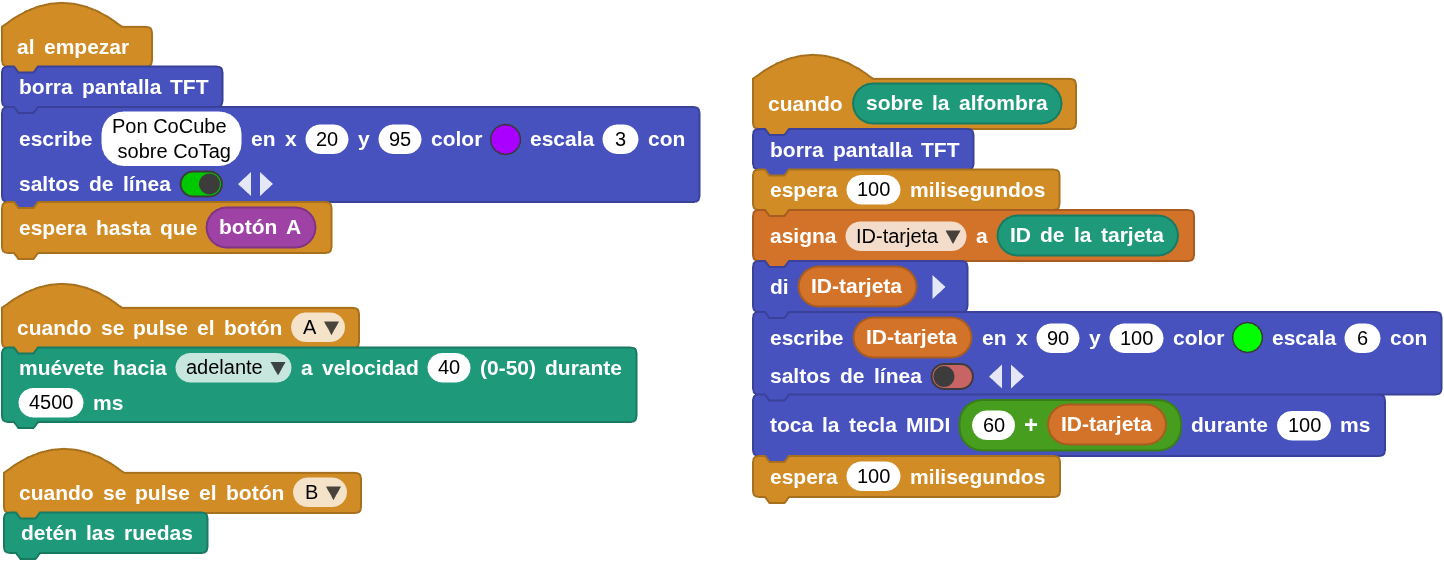 al empezar
borra pantalla TFT
escribe Pon CoCube sobre CoTag en x 20 y 95 color escala 3 con
saltos de línea
espera hasta que botón A
cuando se pulse el botón A
muévete hacia adelante a velocidad 40 (0-50) durante
4500 ms
cuando se pulse el botón B
detén las ruedas
cuando sobre la alfombra
borra pantalla TFT
espera 100 milisegundos
asigna ID-tarjeta a ID de la tarjeta
di ID-tarjeta
escribe ID-tarjeta en x 90 y 100 color escala 6 con
saltos de línea
toca la tecla MIDI 60 + ID-tarjeta durante 100 ms
espera 100 milisegundos